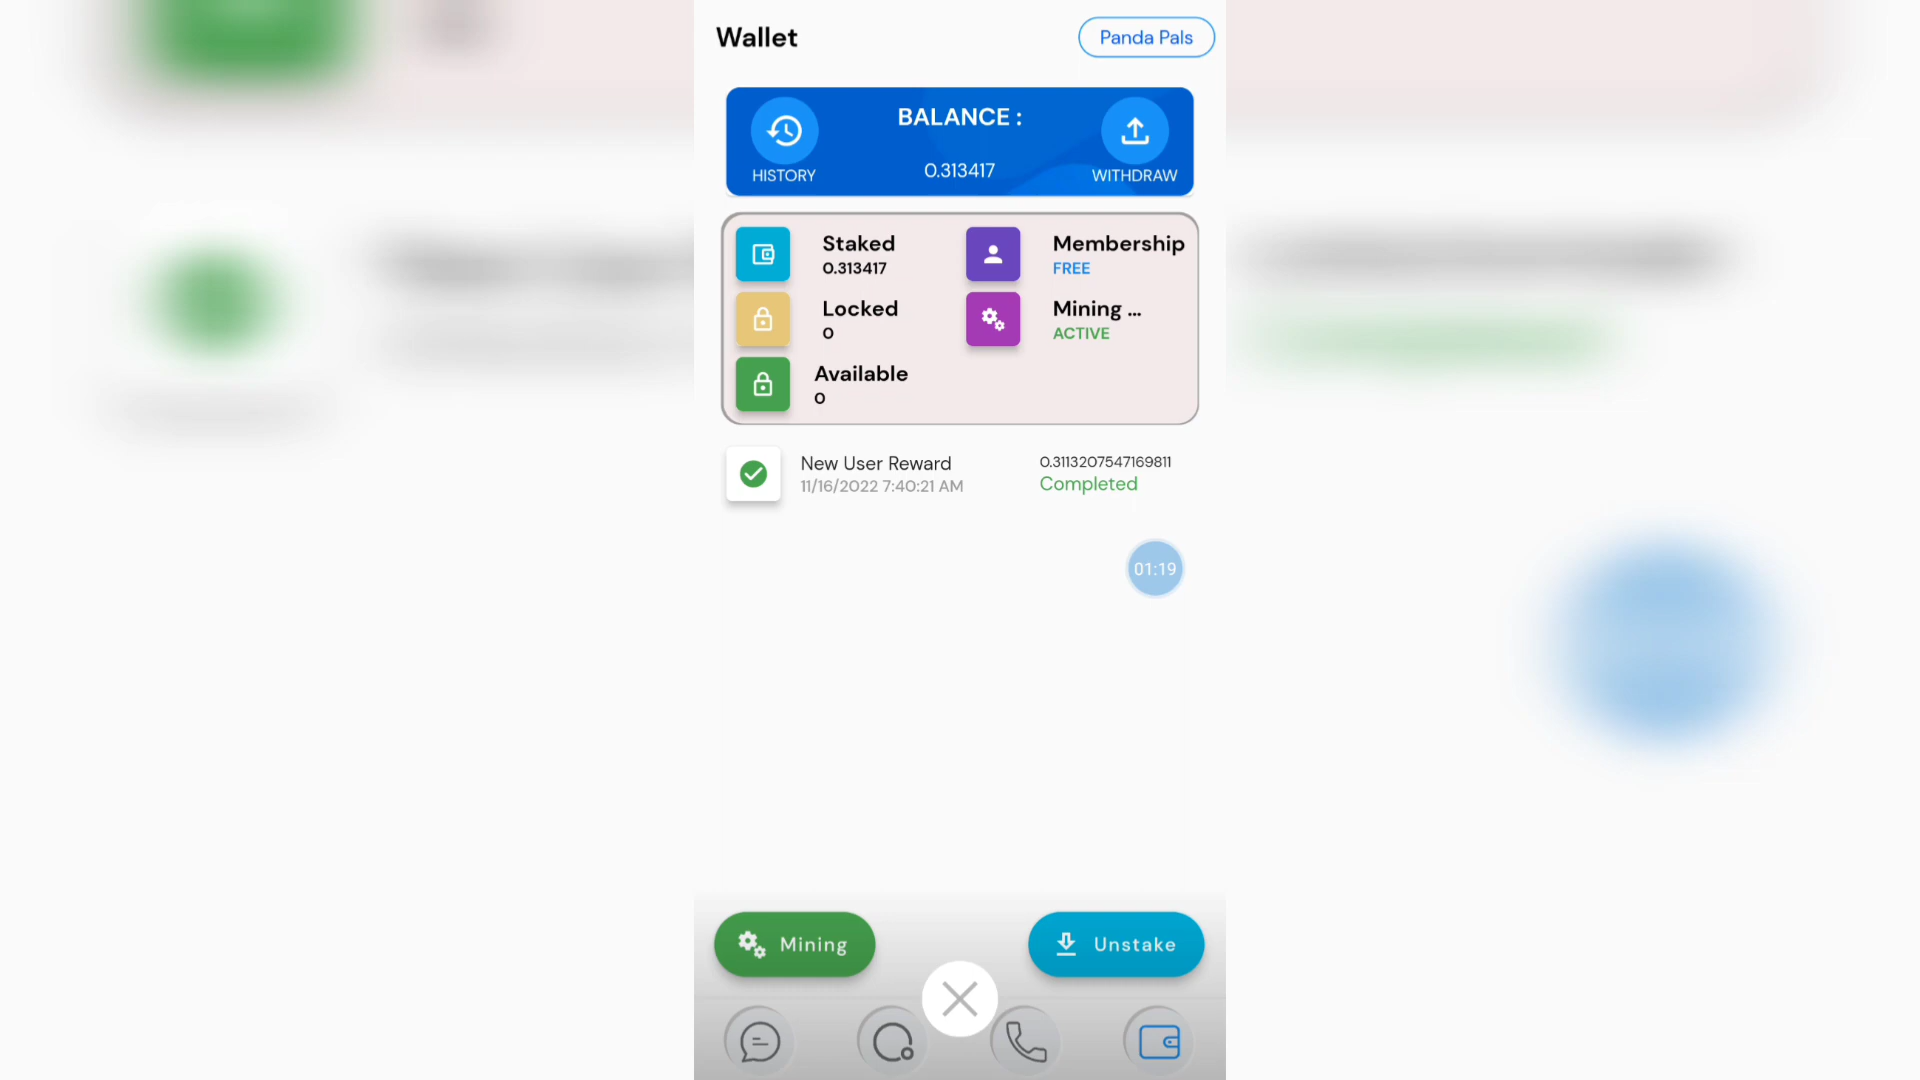 Wallet
Panda Pals
BALANCE :
HISTORY
0.313417
WITHDRAW
Staked
0.313417
Membership
FREE
Locked
0
Mining ...
ACTIVE
Available
0
New User Reward
11/16/2022 7:40:21 AM
0.3113207547169811
Completed
01:19
Mining
Unstake